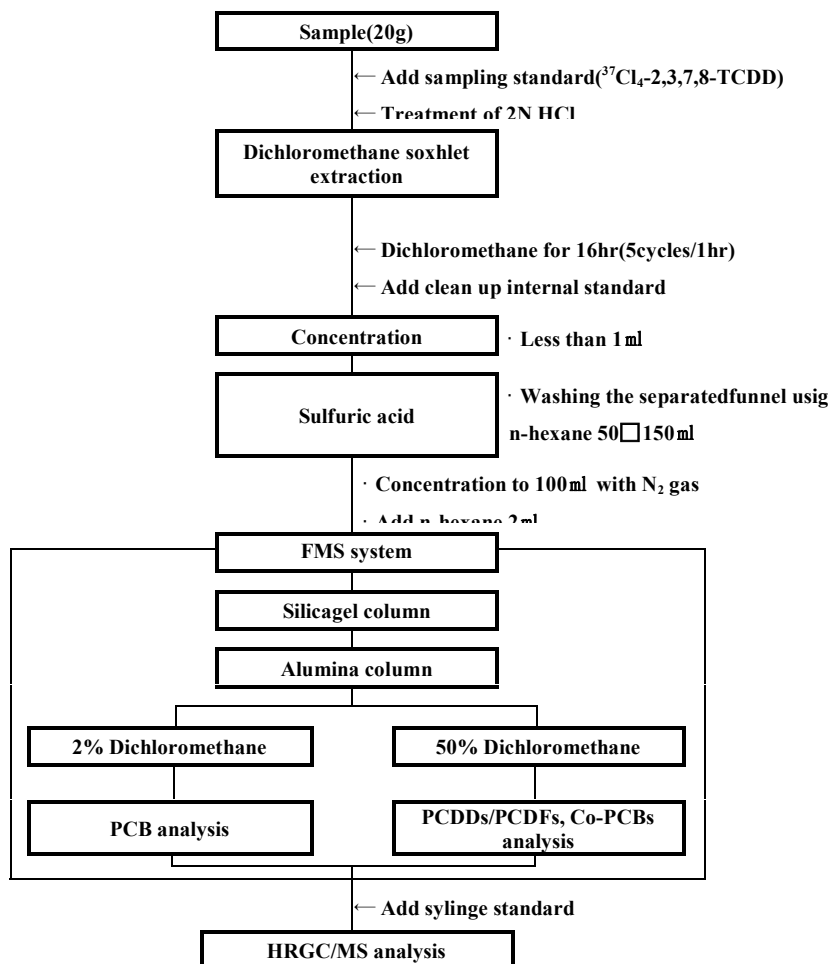 Sample(20g)
← Add sampling standard(³⁷Cl₄-2,3,7,8-TCDD)
← Treatment of 2N HCl
Dichloromethane soxhlet
extraction
← Dichloromethane for 16hr(5cycles/1hr)
← Add clean up internal standard
Concentration
· Less than 1㎖
Sulfuric acid
· Washing the separatedfunnel usig
n-hexane 50□150㎖
· Concentration to 100㎖ with N₂ gas
· Add n-hexane 2㎖
FMS system
Silicagel column
Alumina column
2% Dichloromethane
50% Dichloromethane
PCB analysis
PCDDs/PCDFs, Co-PCBs
analysis
← Add sylinge standard
HRGC/MS analysis